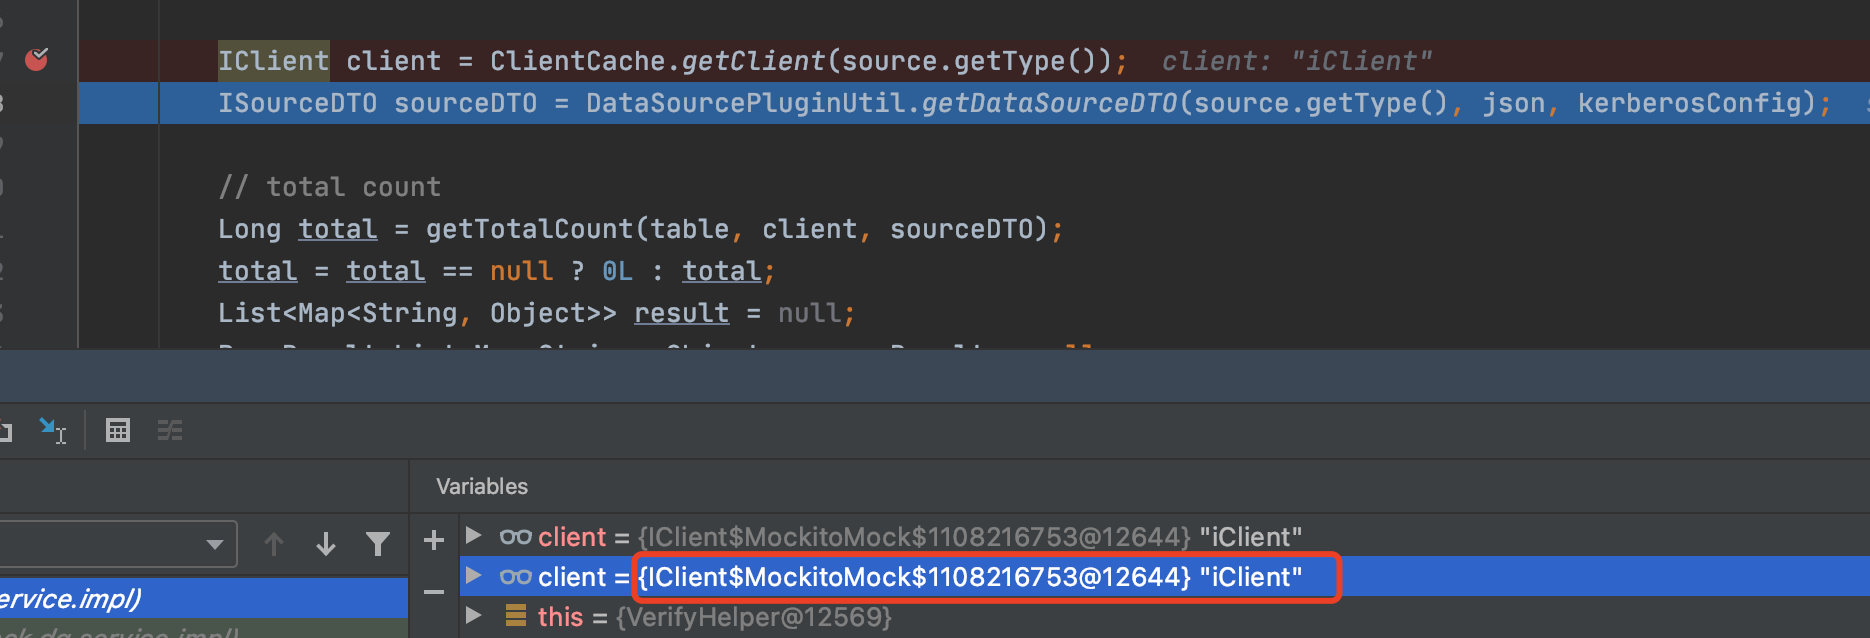 IClient client = ClientCache.getClient(source.getType()); client: "iClient"
ISourceDTO sourceDTO = DataSourcePluginUtil.getDataSourceDTO(source.getType(), json, kerberosConfig);
// total count
Long total = getTotalCount(table, client, sourceDTO);
total = total == null ? 0L : total;
List<Map<String, Object>> result = null;
Variables
client = {IClient$MockitoMock$1108216753@12644} "iClient"
client = {IClient$MockitoMock$1108216753@12644} "iClient"
ervice.impl)
this = {VerifyHelper@12569}